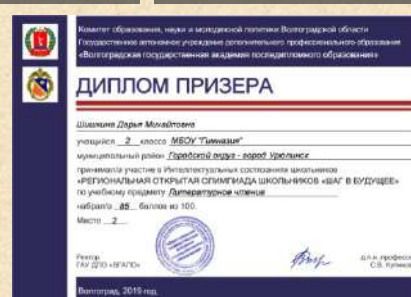 Комитет образования, науки и молодежной политики Волгоградской области
Государственное автономное учреждение дополнительного профессионального образования
«Волгоградская государственная академия последипломного образования»
ДИПЛОМ ПРИЗЕРА
Шишкина Дарья Михайловна
учащийся 2 класса МБОУ "Гимназия"
муниципальный район Городской округ - город Урюпинск
принимал/а участие в Интеллектуальных состязаниях школьников
«РЕГИОНАЛЬНАЯ ОТКРЫТАЯ ОЛИМПИАДА ШКОЛЬНИКОВ «ШАГ В БУДУЩЕЕ»
по учебному предмету Литературное чтение
набрал/а 85 баллов из 100.
Место 2
Ректор
ГАУ ДПО «ВГАПО»
д.п.н. профессор
С.В. Куликова
Волгоград, 2019 год